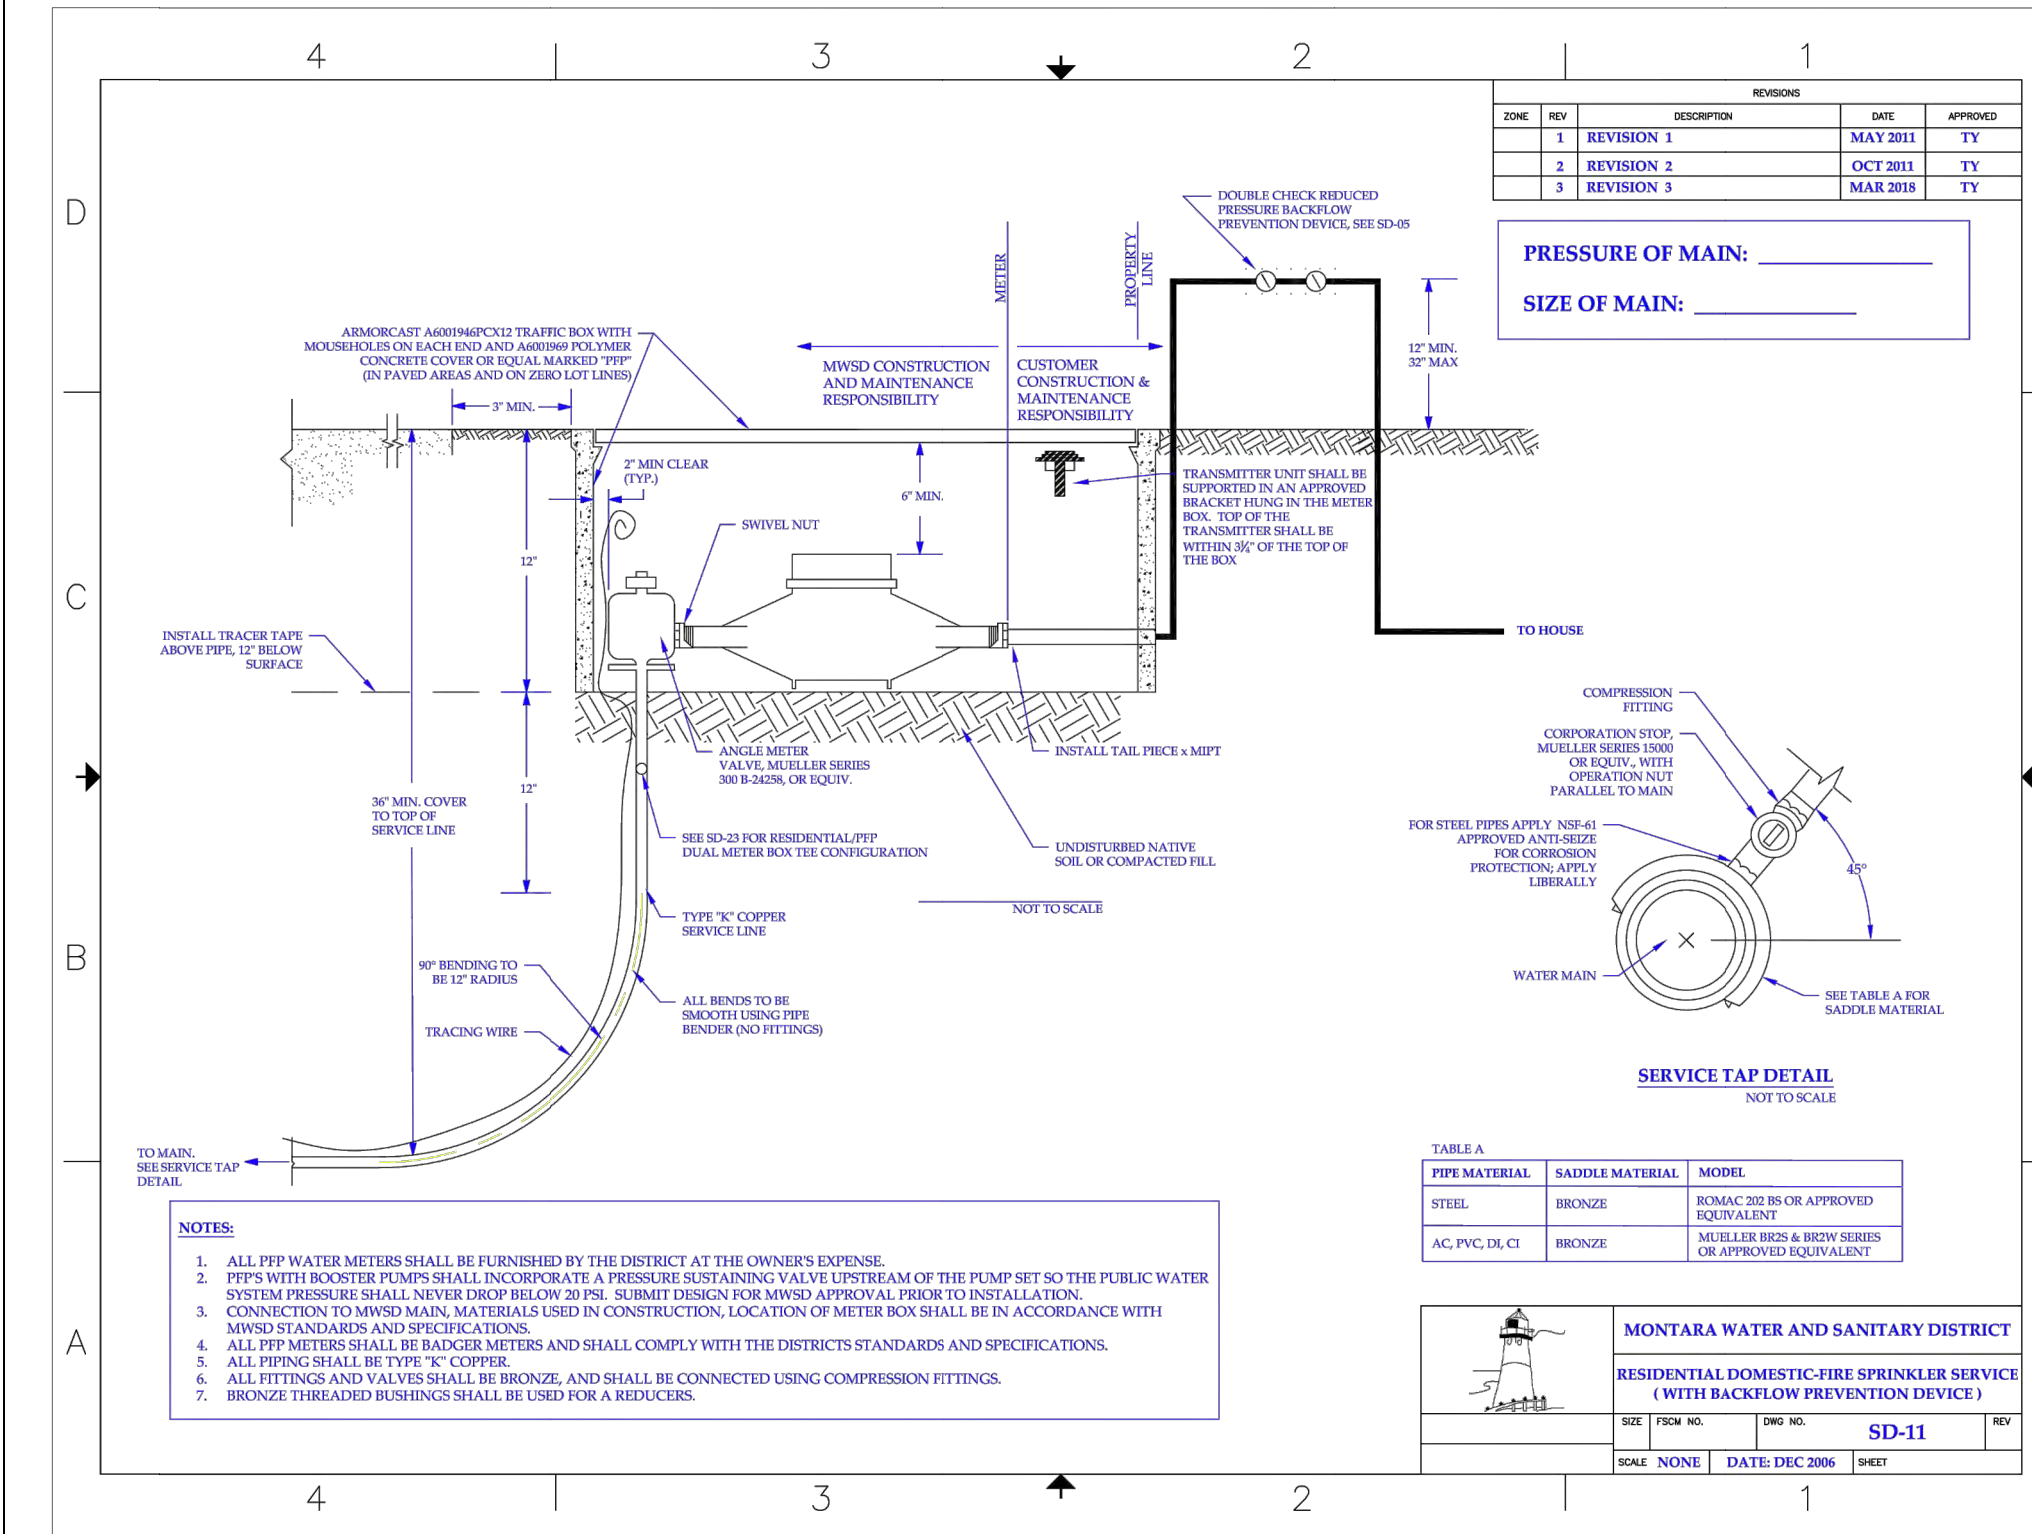 4
3
2
1
REVISIONS
ZONE REV DESCRIPTION DATE APPROVED
1 REVISION 1 MAY 2011 TY
2 REVISION 2 OCT 2011 TY
3 REVISION 3 MAR 2018 TY
D
DOUBLE CHECK REDUCED
PRESSURE BACKFLOW
PREVENTION DEVICE, SEE SD-05
PRESSURE OF MAIN:
SIZE OF MAIN:
METER
PROPERTY
LINE
ARMORCAST A6001946PCX12 TRAFFIC BOX WITH
MOUSEHOLES ON EACH END AND A6001969 POLYMER
CONCRETE COVER OR EQUAL MARKED "PFP"
(IN PAVED AREAS AND ON ZERO LOT LINES)
MWSD CONSTRUCTION
AND MAINTENANCE
RESPONSIBILITY
CUSTOMER
CONSTRUCTION &
MAINTENANCE
RESPONSIBILITY
12" MIN.
32" MAX
3" MIN.
2" MIN CLEAR
(TYP.)
6" MIN.
TRANSMITTER UNIT SHALL BE
SUPPORTED IN AN APPROVED
BRACKET HUNG IN THE METER
BOX. TOP OF THE
TRANSMITTER SHALL BE
WITHIN 3¼" OF THE TOP OF
THE BOX
SWIVEL NUT
12"
C
INSTALL TRACER TAPE
ABOVE PIPE, 12" BELOW
SURFACE
TO HOUSE
COMPRESSION
FITTING
CORPORATION STOP,
MUELLER SERIES 15000
OR EQUIV., WITH
OPERATION NUT
PARALLEL TO MAIN
ANGLE METER
VALVE, MUELLER SERIES
300 B-24258, OR EQUIV.
INSTALL TAIL PIECE x MIPT
12"
36" MIN. COVER
TO TOP OF
SERVICE LINE
SEE SD-23 FOR RESIDENTIAL/PFP
DUAL METER BOX TEE CONFIGURATION
UNDISTURBED NATIVE
SOIL OR COMPACTED FILL
FOR STEEL PIPES APPLY NSF-61
APPROVED ANTI-SEIZE
FOR CORROSION
PROTECTION; APPLY
LIBERALLY
45°
NOT TO SCALE
TYPE "K" COPPER
SERVICE LINE
B
90° BENDING TO
BE 12" RADIUS
WATER MAIN
ALL BENDS TO BE
SMOOTH USING PIPE
BENDER (NO FITTINGS)
SEE TABLE A FOR
SADDLE MATERIAL
TRACING WIRE
SERVICE TAP DETAIL
NOT TO SCALE
TO MAIN.
SEE SERVICE TAP
DETAIL
TABLE A
PIPE MATERIAL SADDLE MATERIAL MODEL
STEEL BRONZE ROMAC 202 BS OR APPROVED
EQUIVALENT
AC, PVC, DI, CI BRONZE MUELLER BR2S & BR2W SERIES
OR APPROVED EQUIVALENT
A
NOTES:
1. ALL PFP WATER METERS SHALL BE FURNISHED BY THE DISTRICT AT THE OWNER'S EXPENSE.
2. PFP'S WITH BOOSTER PUMPS SHALL INCORPORATE A PRESSURE SUSTAINING VALVE UPSTREAM OF THE PUMP SET SO THE PUBLIC WATER
SYSTEM PRESSURE SHALL NEVER DROP BELOW 20 PSI. SUBMIT DESIGN FOR MWSD APPROVAL PRIOR TO INSTALLATION.
3. CONNECTION TO MWSD MAIN, MATERIALS USED IN CONSTRUCTION, LOCATION OF METER BOX SHALL BE IN ACCORDANCE WITH
MWSD STANDARDS AND SPECIFICATIONS.
4. ALL PFP METERS SHALL BE BADGER METERS AND SHALL COMPLY WITH THE DISTRICTS STANDARDS AND SPECIFICATIONS.
5. ALL PIPING SHALL BE TYPE "K" COPPER.
6. ALL FITTINGS AND VALVES SHALL BE BRONZE, AND SHALL BE CONNECTED USING COMPRESSION FITTINGS.
7. BRONZE THREADED BUSHINGS SHALL BE USED FOR A REDUCERS.
MONTARA WATER AND SANITARY DISTRICT
RESIDENTIAL DOMESTIC-FIRE SPRINKLER SERVICE
( WITH BACKFLOW PREVENTION DEVICE )
SIZE FSCM NO. DWG NO. SD-11 REV
SCALE NONE DATE: DEC 2006 SHEET
4
3
2
1